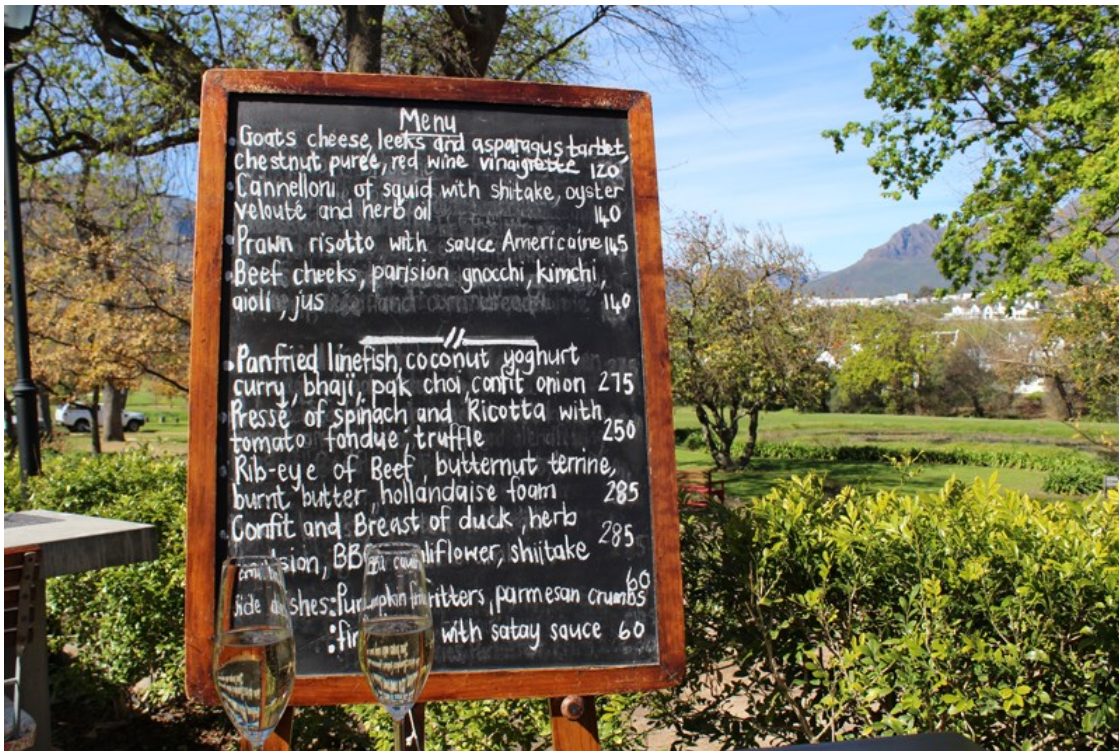 Menu
Goats cheese, leeks and asparagus tartlet,
chestnut puree, red wine vinaigrette 120
Cannelloni of squid with shitake, oyster
velouté and herb oil 140
Prawn risotto with sauce Americaine 145
Beef cheeks, parision gnocchi, kimchi,
aioli, jus 140
Panfried linefish, coconut yoghurt
curry, bhaji, pak choi, confit onion 275
Pressé of spinach and Ricotta with
tomato fondue, truffle 250
Rib-eye of Beef, butternut terrine,
burnt butter, hollandaise foam 285
Confit and Breast of duck, herb 285
BBQ cauliflower, shiitake
60
Side dishes: Pumpkin fritters, parmesan crumbs
: with satay sauce 60